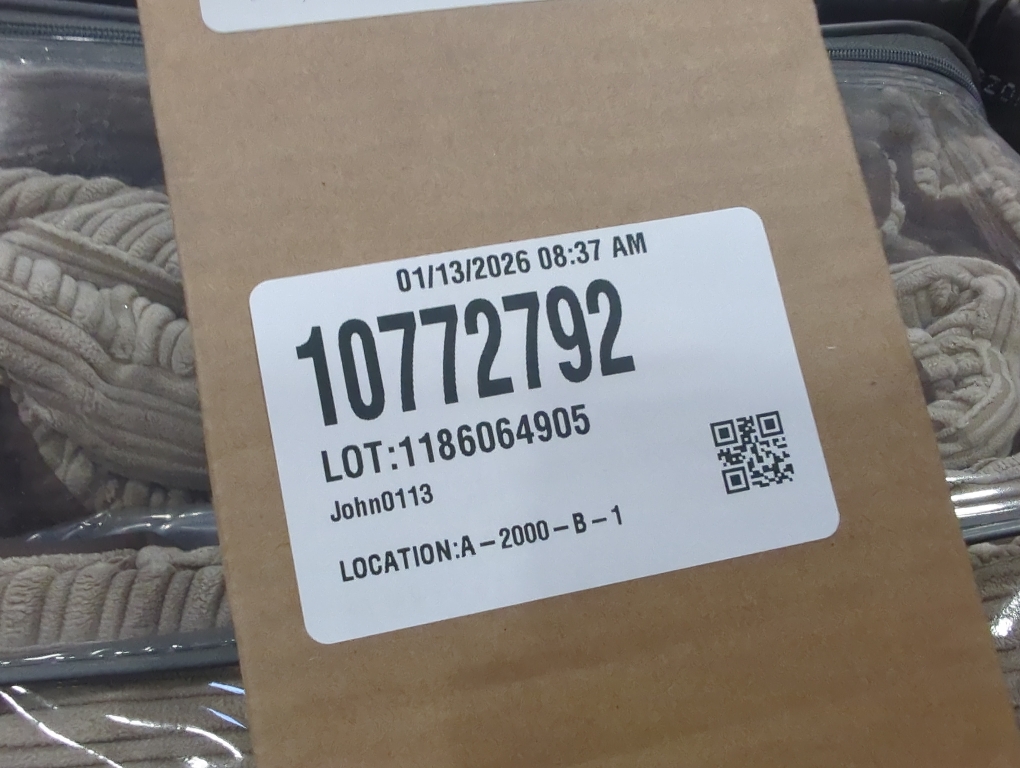 01/13/2026 08:37 AM
10772792
LOT:1186064905
John0113
LOCATION:A-2000-B-1